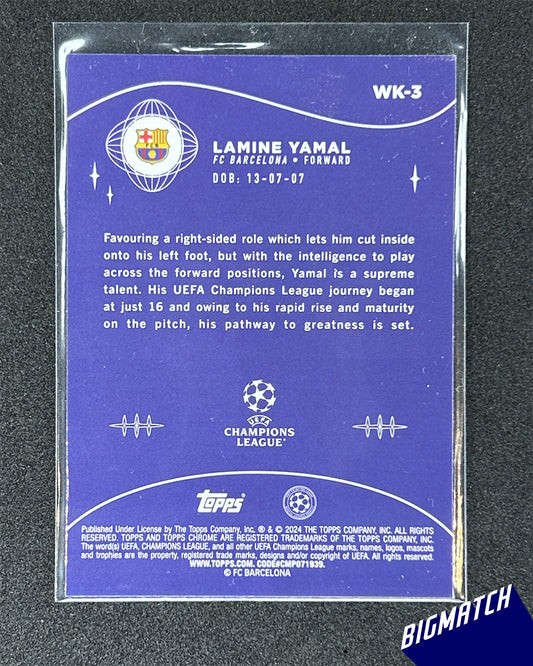 WK-3
LAMINE YAMAL
FC BARCELONA • FORWARD
DOB: 13-07-07
Favouring a right-sided role which lets him cut inside
onto his left foot, but with the intelligence to play
across the forward positions, Yamal is a supreme
talent. His UEFA Champions League journey began
at just 16 and owing to his rapid rise and maturity
on the pitch, his pathway to greatness is set.
UEFA
CHAMPIONS
LEAGUE®
topps
Published Under License by The Topps Company, Inc. ® & © 2024 THE TOPPS COMPANY, INC. ALL RIGHTS
RESERVED. TOPPS AND TOPPS CHROME ARE REGISTERED TRADEMARKS OF THE TOPPS COMPANY, INC.
The word(s) UEFA, CHAMPIONS LEAGUE, and all other UEFA Champions League marks, names, logos, mascots
and trophies are the property, registered trade marks, designs and/or copyright of UEFA. All rights reserved.
WWW.TOPPS.COM. CODE#CMP071939.
© FC BARCELONA
BIGMATCH